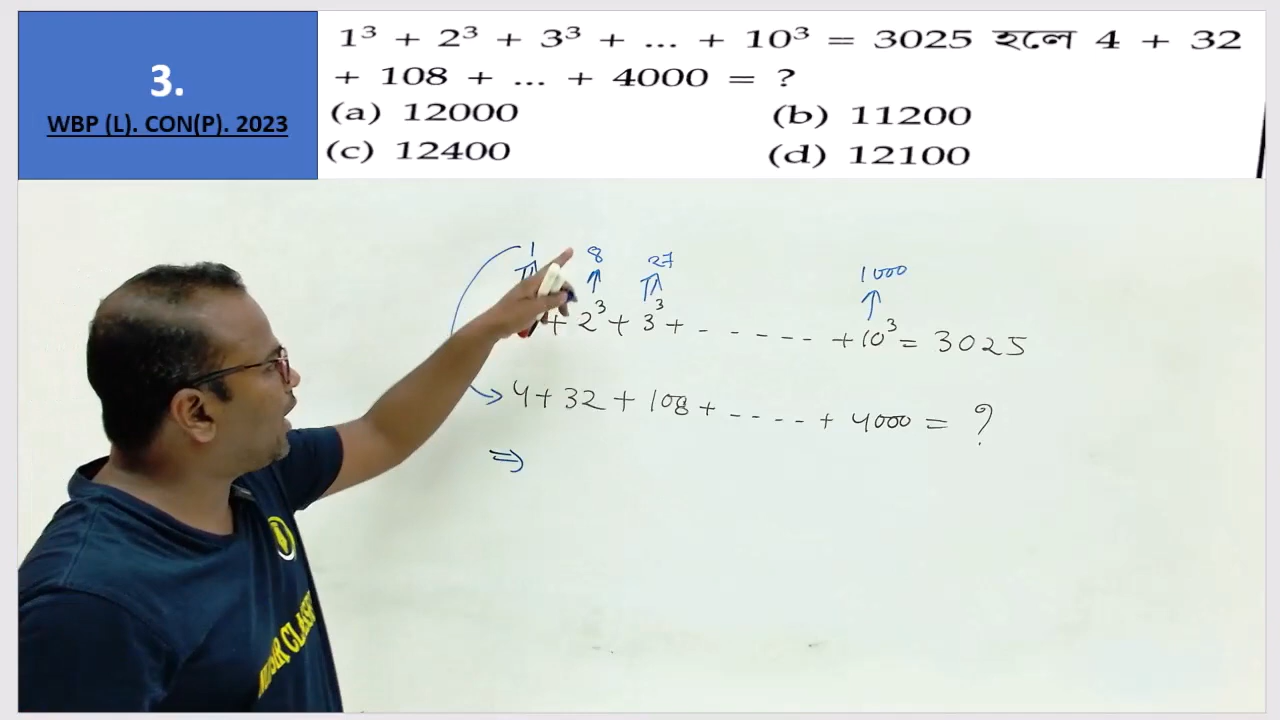 3.
WBP (L). CON(P). 2023
1³ + 2³ + 3³ + ... + 10³ = 3025 হলে 4 + 32
+ 108 + ... + 4000 = ?
(a) 12000 (b) 11200
(c) 12400 (d) 12100
1 8 27 1000
+ 2³ + 3³ + - - - - - + 10³ = 3025
4 + 32 + 108 + - - - - + 4000 = ?
⇒